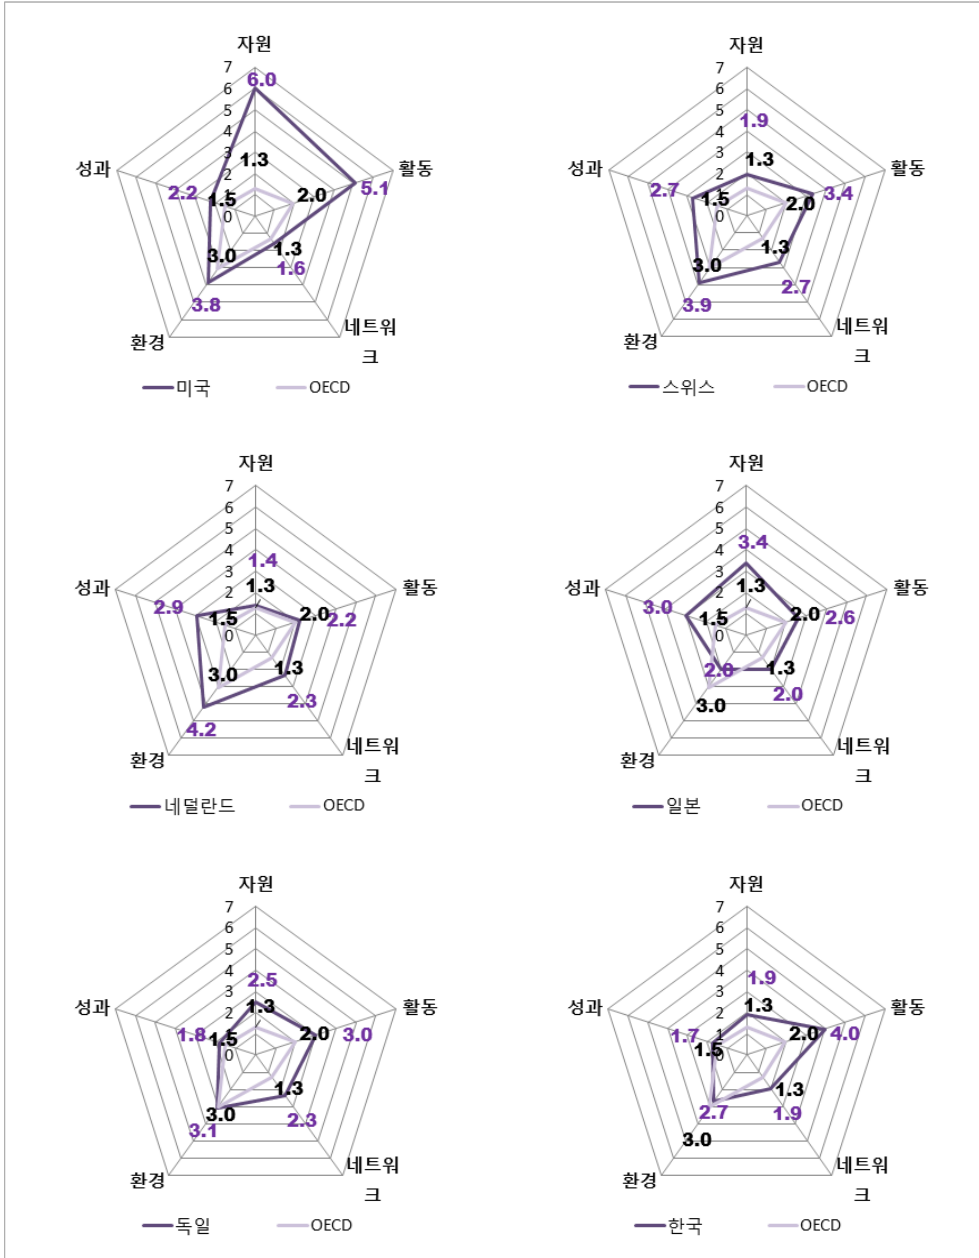 자원
7
6.0
6
5
4
3
1.3
2
1
0
성과
2.2
1.5
활동
2.0
5.1
3.0
1.3
1.6
3.8
환경
네트워
크
미국 OECD
자원
7
6
5
1.9
4
3
1.3
2
1
0
성과
2.7
1.5
활동
3.4
2.0
3.0
1.3
2.7
3.9
환경
네트워
크
스위스 OECD
자원
7
6
5
4
1.4
3
1.3
2
1
0
성과
2.9
1.5
활동
2.0
2.2
3.0
1.3
2.3
4.2
환경
네트워
크
네덜란드 OECD
자원
7
6
5
3.4
4
3
1.3
2
1
0
성과
3.0
1.5
활동
2.0
2.6
2.0
1.3
2.0
3.0
환경
네트워
크
일본 OECD
자원
7
6
5
4
2.5
3
1.3
2
1
0
성과
1.8
1.5
활동
2.0
3.0
3.0
1.3
2.3
3.1
환경
네트워
크
독일 OECD
자원
7
6
5
4
1.9
3
1.3
2
1
0
성과
1.7
1.5
활동
2.0
4.0
2.7
1.3
1.9
3.0
환경
네트워
크
한국 OECD